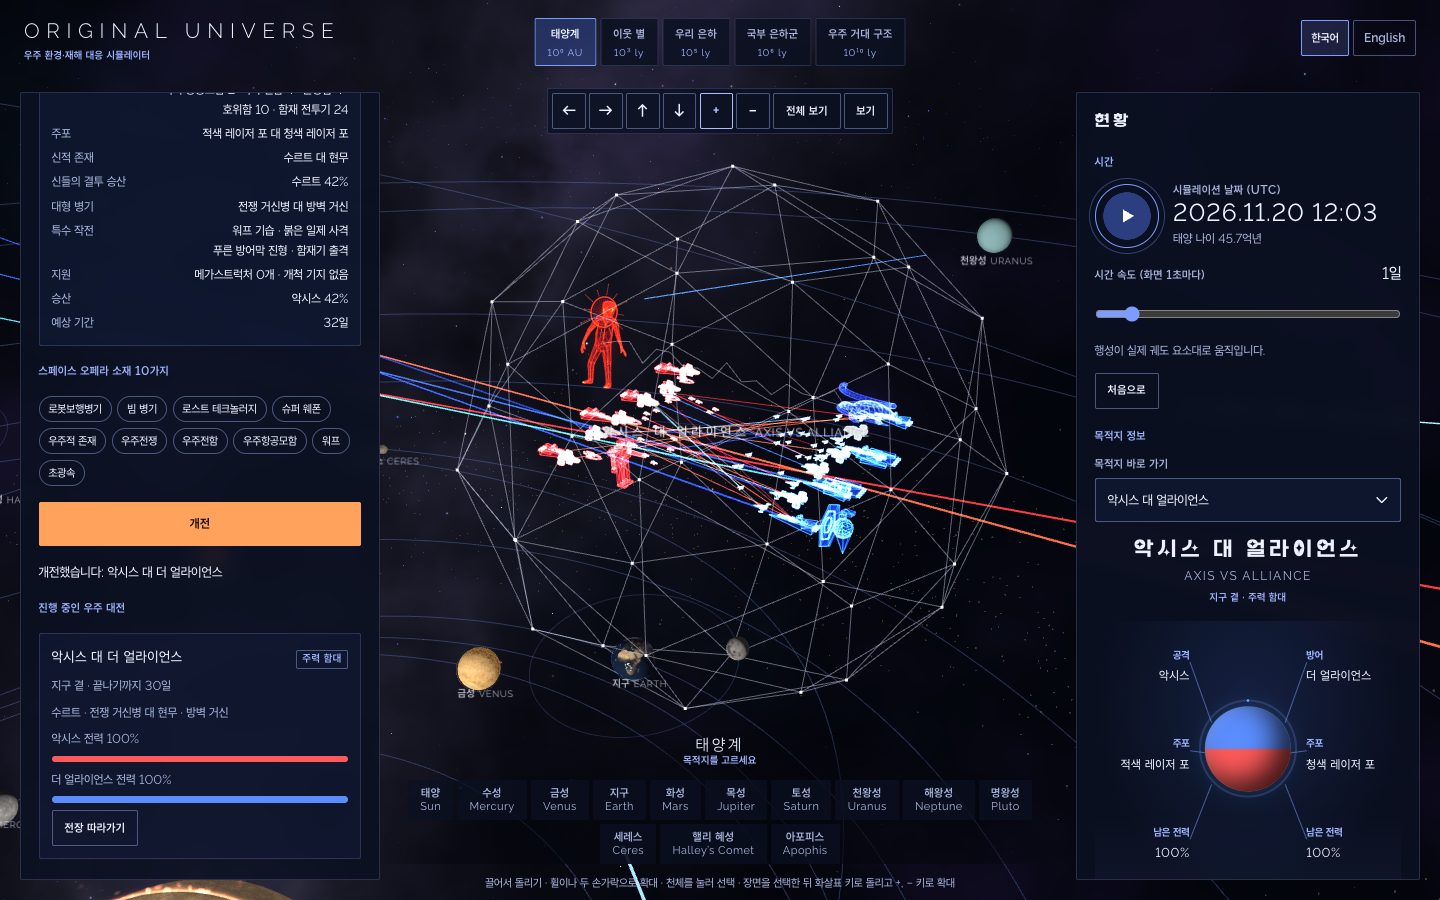 ORIGINAL UNIVERSE
우주 환경·재해 대응 시뮬레이터
태양계
10⁰ AU
이웃 별
10³ ly
우리 은하
10⁵ ly
국부 은하군
10⁶ ly
우주 거대 구조
10¹⁰ ly
한국어
English
← → ↑ ↓ + − 전체 보기 보기
호위함 10 · 함재 전투기 24
주포 적색 레이저 포 대 청색 레이저 포
신적 존재 수르트 대 현무
신들의 결투 승산 수르트 42%
대형 병기 전쟁 거신병 대 방벽 거신
특수 작전 워프 기습 · 붉은 일제 사격
푸른 방어막 진형 · 함재기 출격
지원 메가스트럭처 0개 · 개척 기지 없음
승산 악시스 42%
예상 기간 32일
스페이스 오페라 소재 10가지
로봇보행병기 빔 병기 로스트 테크놀러지 슈퍼 웨폰
우주적 존재 우주전쟁 우주전함 우주항공모함 워프
초광속
개전
개전했습니다: 악시스 대 더 얼라이언스
진행 중인 우주 대전
악시스 대 더 얼라이언스 주력 함대
지구 곁 · 끝나기까지 30일
수르트 · 전쟁 거신병 대 현무 · 방벽 거신
악시스 전력 100%
더 얼라이언스 전력 100%
전장 따라가기
천왕성 URANUS
CERES
금성 VENUS
지구 EARTH
태양계
목적지를 고르세요
태양
Sun
수성
Mercury
금성
Venus
지구
Earth
화성
Mars
목성
Jupiter
토성
Saturn
천왕성
Uranus
해왕성
Neptune
명왕성
Pluto
세레스
Ceres
핼리 혜성
Halley's Comet
아포피스
Apophis
끌어서 돌리기 · 휠이나 두 손가락으로 확대 · 천체를 눌러 선택 · 장면을 선택한 뒤 화살표 키로 돌리고 +, − 키로 확대
현황
시간
시뮬레이션 날짜 (UTC)
2026.11.20 12:03
태양 나이 45.7억년
시간 속도 (화면 1초마다) 1일
행성이 실제 궤도 요소대로 움직입니다.
처음으로
목적지 정보
목적지 바로 가기
악시스 대 얼라이언스
악시스 대 얼라이언스
AXIS VS ALLIANCE
지구 곁 · 주력 함대
공격
악시스
방어
더 얼라이언스
주포
적색 레이저 포
주포
청색 레이저 포
남은 전력
100%
남은 전력
100%